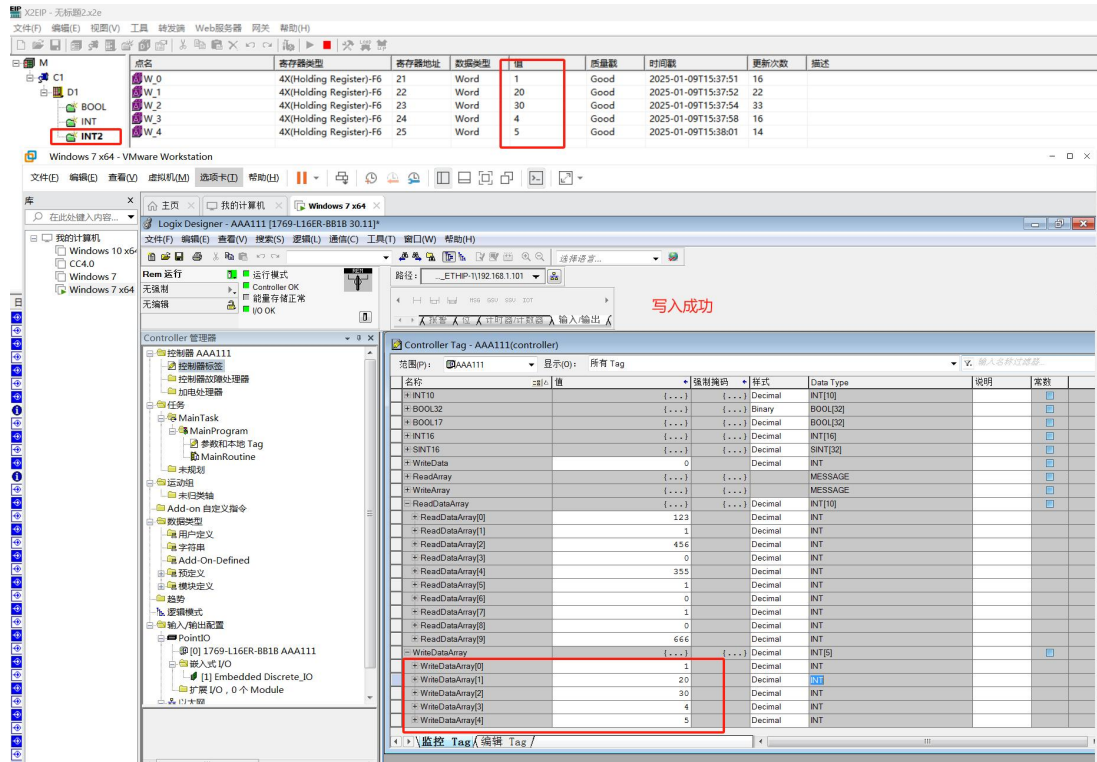 X2EIP - 无标题2.x2e
文件(F) 编辑(E) 视图(V) 工具 转发端 Web服务器 网关 帮助(H)
M
C1
D1
BOOL
INT
INT2
点名 寄存器类型 寄存器地址 数据类型 值 质量戳 时间戳 更新次数 描述
W_0 4X(Holding Register)-F6 21 Word 1 Good 2025-01-09T15:37:51 16
W_1 4X(Holding Register)-F6 22 Word 20 Good 2025-01-09T15:37:52 22
W_2 4X(Holding Register)-F6 23 Word 30 Good 2025-01-09T15:37:54 33
W_3 4X(Holding Register)-F6 24 Word 4 Good 2025-01-09T15:37:58 16
W_4 4X(Holding Register)-F6 25 Word 5 Good 2025-01-09T15:38:01 14
Windows 7 x64 - VMware Workstation
文件(F) 编辑(E) 查看(V) 虚拟机(M) 选项卡(T) 帮助(H)
库
在此处键入内容...
我的计算机
Windows 10 x64
CC4.0
Windows 7
Windows 7 x64
主页 我的计算机 Windows 7 x64
Logix Designer - AAA111 [1769-L16ER-BB1B 30.11]*
文件(F) 编辑(E) 查看(V) 搜索(S) 逻辑(L) 通信(C) 工具(T) 窗口(W) 帮助(H)
选择语言...
Rem 运行 运行模式
无强制 Controller OK
能量存储正常
无编辑 I/O OK
REM
路径: ..._ETHIP-1\192.168.1.101
MSG GSV SSV IOT
报警 位 计时器/计数器 输入/输出
写入成功
Controller 管理器
控制器 AAA111
控制器标签
控制器故障处理器
加电处理器
任务
MainTask
MainProgram
参数和本地 Tag
MainRoutine
未规划
运动组
未归类轴
Add-on 自定义指令
数据类型
用户定义
字符串
Add-On-Defined
预定义
模块定义
趋势
逻辑模式
输入/输出配置
PointIO
[0] 1769-L16ER-BB1B AAA111
嵌入式 I/O
[1] Embedded Discrete_IO
扩展 I/O，0 个 Module
以太网
Controller Tag - AAA111(controller)
范围(P): AAA111 显示(O): 所有 Tag 输入名称过滤器...
名称 值 强制掩码 样式 Data Type 说明 常数
INT10 {...} {...} Decimal INT[10]
BOOL32 {...} {...} Binary BOOL[32]
BOOL17 {...} {...} Decimal BOOL[32]
INT16 {...} {...} Decimal INT[16]
SINT16 {...} {...} Decimal SINT[32]
WriteData 0 Decimal INT
ReadArray {...} {...} MESSAGE
WriteArray {...} {...} MESSAGE
ReadDataArray {...} {...} Decimal INT[10]
ReadDataArray[0] 123 Decimal INT
ReadDataArray[1] 1 Decimal INT
ReadDataArray[2] 456 Decimal INT
ReadDataArray[3] 0 Decimal INT
ReadDataArray[4] 355 Decimal INT
ReadDataArray[5] 1 Decimal INT
ReadDataArray[6] 0 Decimal INT
ReadDataArray[7] 1 Decimal INT
ReadDataArray[8] 0 Decimal INT
ReadDataArray[9] 666 Decimal INT
WriteDataArray {...} {...} Decimal INT[5]
WriteDataArray[0] 1 Decimal INT
WriteDataArray[1] 20 Decimal INT
WriteDataArray[2] 30 Decimal INT
WriteDataArray[3] 4 Decimal INT
WriteDataArray[4] 5 Decimal INT
监控 Tag 编辑 Tag